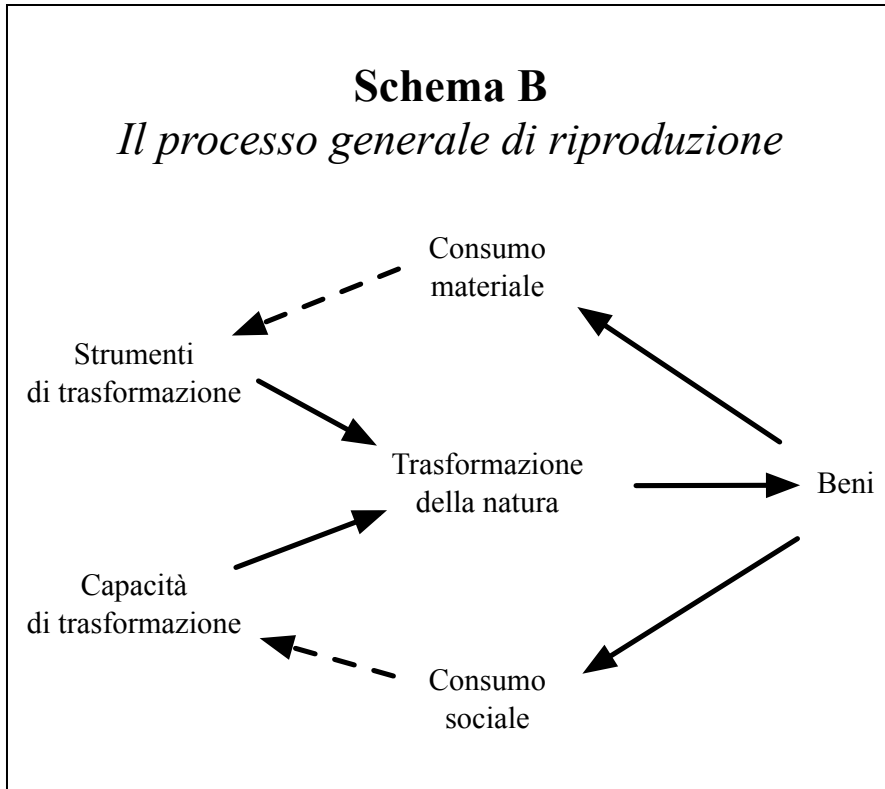 Schema B
Il processo generale di riproduzione
Consumo
materiale
Strumenti
di trasformazione
Trasformazione
della natura
Beni
Capacità
di trasformazione
Consumo
sociale